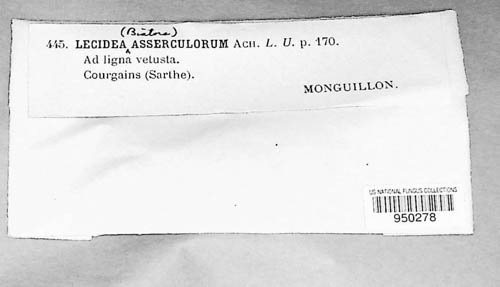 (Biatora)
445. LECIDEA ‸ ASSERCULORUM ACH. L. U. p. 170.
Ad ligna vetusta.
Courgains (Sarthe).
MONGUILLON.
US NATIONAL FUNGUS COLLECTIONS
950278